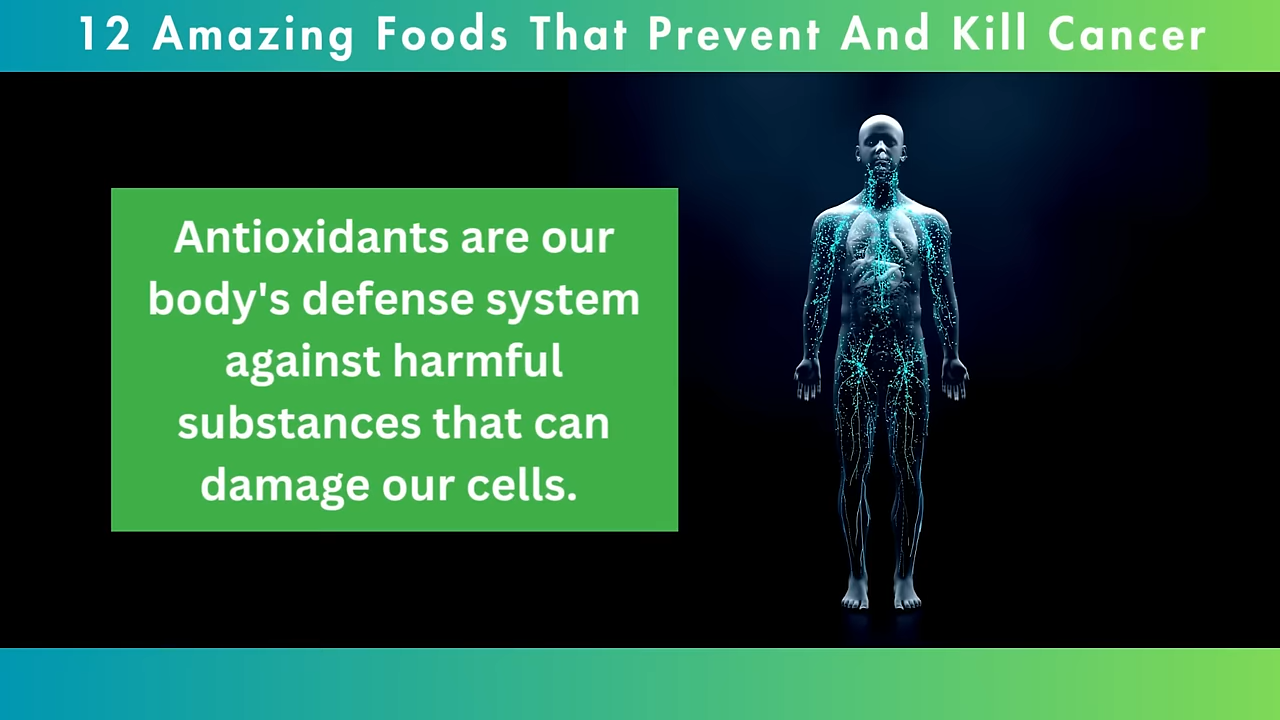 12 Amazing Foods That Prevent And Kill Cancer
Antioxidants are our
body's defense system
against harmful
substances that can
damage our cells.